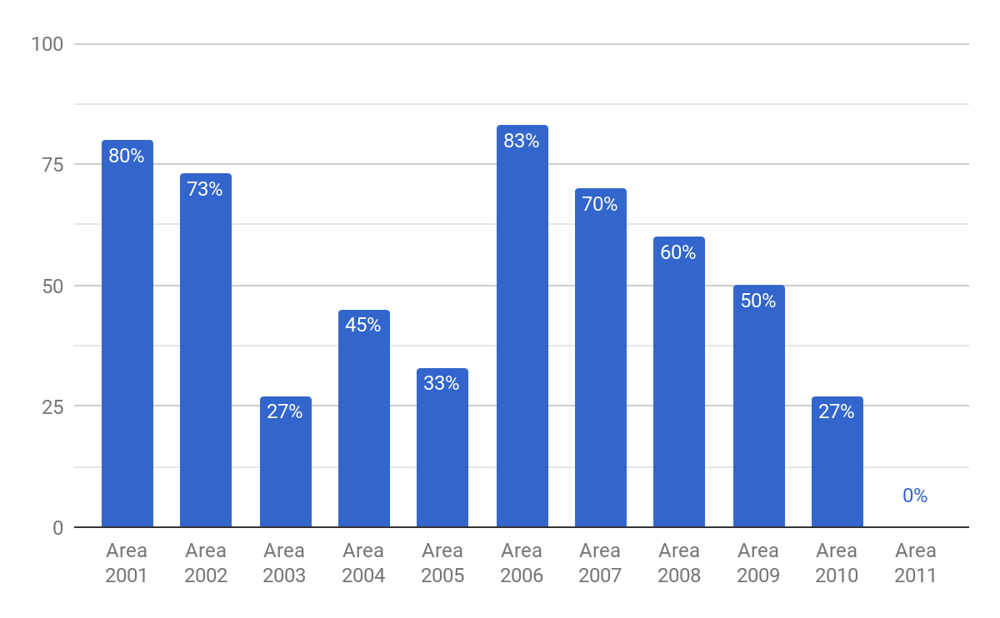 100
75
50
25
0
80%
73%
27%
45%
33%
83%
70%
60%
50%
27%
0%
Area 2001
Area 2002
Area 2003
Area 2004
Area 2005
Area 2006
Area 2007
Area 2008
Area 2009
Area 2010
Area 2011